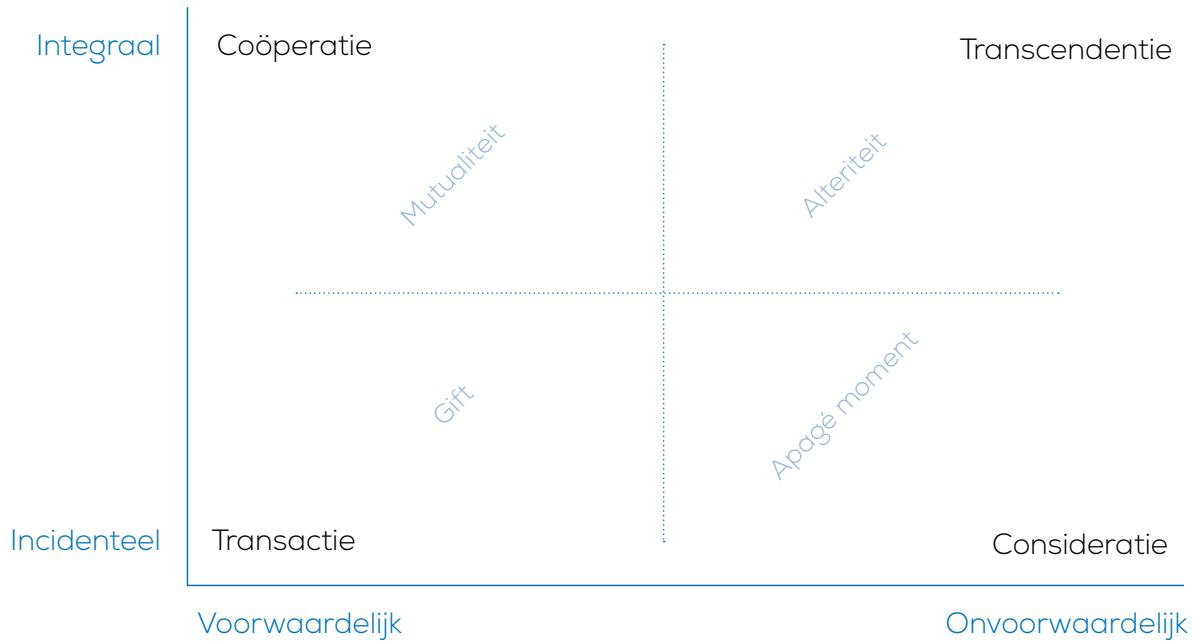 Integraal
Coöperatie
Transcendentie
Mutualiteit
Alteriteit
Gift
Apagé moment
Incidenteel
Transactie
Consideratie
Voorwaardelijk
Onvoorwaardelijk